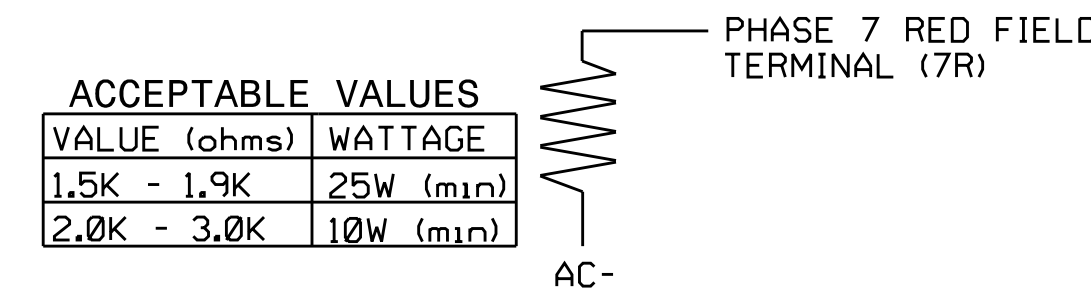 PHASE 7 RED FIELD
TERMINAL (7R)
ACCEPTABLE VALUES
VALUE (ohms) WATTAGE
1.5K - 1.9K 25W (min)
2.0K - 3.0K 10W (min)
AC-